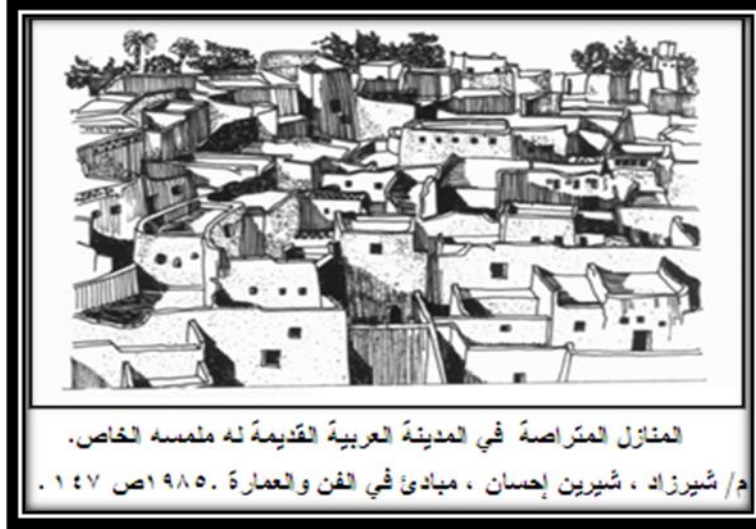 المنازل المتراصة في المدينة العربية القديمة له ملمسه الخاص.
م/ شيرزاد ، شيرين إحسان ، مبادئ في الفن والعمارة .١٩٨٥ص ١٤٧ .